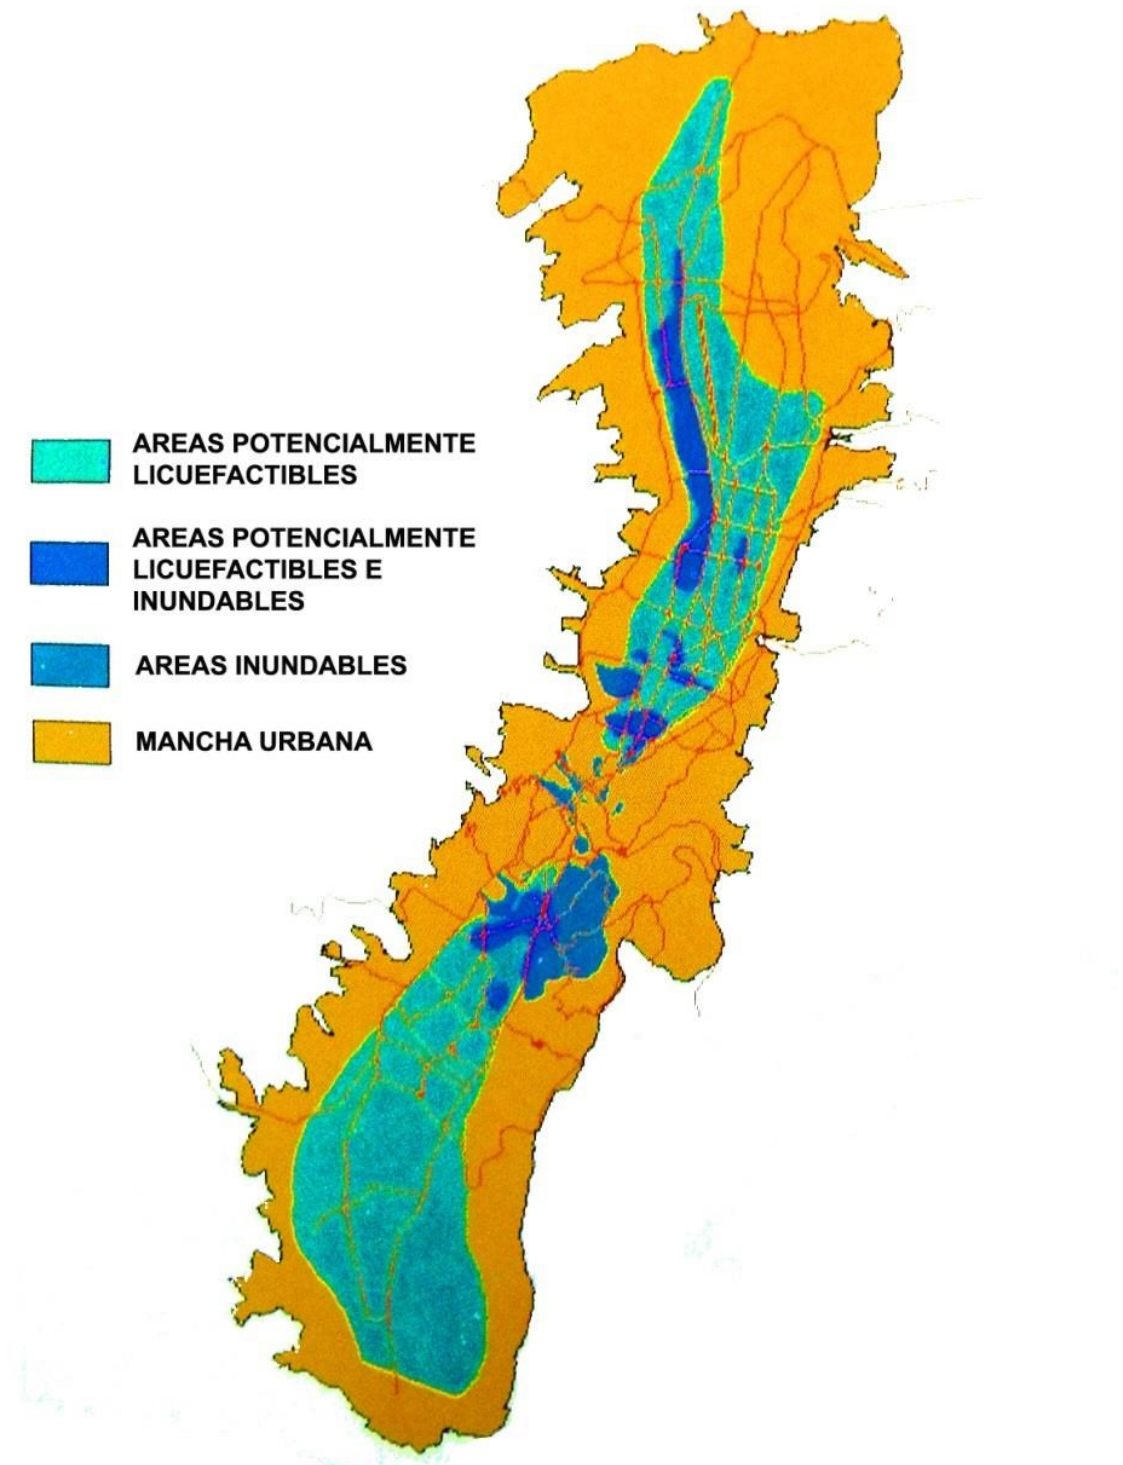 AREAS POTENCIALMENTE
LICUEFACTIBLES
AREAS POTENCIALMENTE
LICUEFACTIBLES E
INUNDABLES
AREAS INUNDABLES
MANCHA URBANA